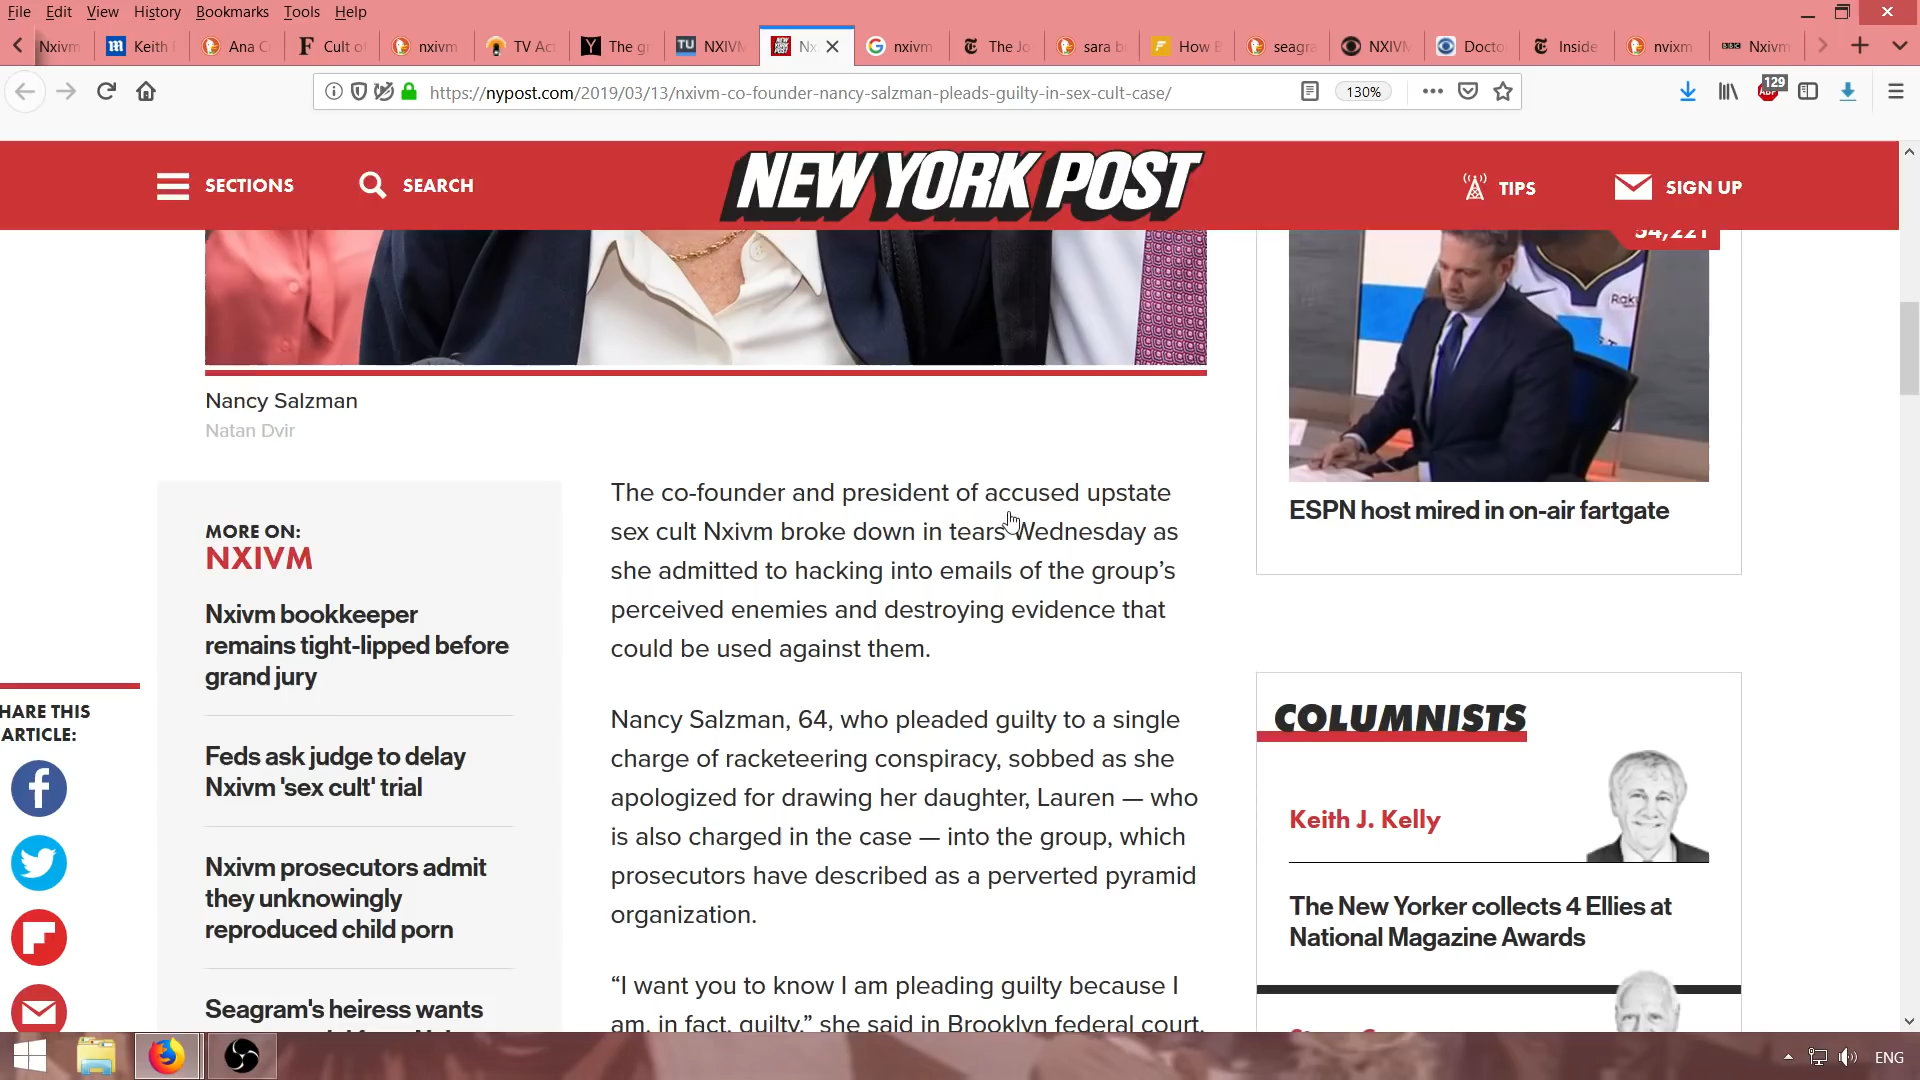 File Edit View History Bookmarks Tools Help
Nxivm Keith Ana C Cult o nxivm TV Ac The g NXIVM Nx nxivm The Jo sara b How seagra NXIVM Docto Inside nvixm Nxivm
https://nypost.com/2019/03/13/nxivm-co-founder-nancy-salzman-pleads-guilty-in-sex-cult-case/
130%
129
ABP
SECTIONS
SEARCH
NEW YORK POST
TIPS
SIGN UP
54,221
Nancy Salzman
Natan Dvir
MORE ON:
NXIVM
Nxivm bookkeeper
remains tight-lipped before
grand jury
Feds ask judge to delay
Nxivm 'sex cult' trial
Nxivm prosecutors admit
they unknowingly
reproduced child porn
Seagram's heiress wants
HARE THIS
ARTICLE:
The co-founder and president of accused upstate
sex cult Nxivm broke down in tears Wednesday as
she admitted to hacking into emails of the group’s
perceived enemies and destroying evidence that
could be used against them.
Nancy Salzman, 64, who pleaded guilty to a single
charge of racketeering conspiracy, sobbed as she
apologized for drawing her daughter, Lauren — who
is also charged in the case — into the group, which
prosecutors have described as a perverted pyramid
organization.
“I want you to know I am pleading guilty because I
am, in fact, guilty,” she said in Brooklyn federal court.
ESPN host mired in on-air fartgate
COLUMNISTS
Keith J. Kelly
The New Yorker collects 4 Ellies at
National Magazine Awards
ENG